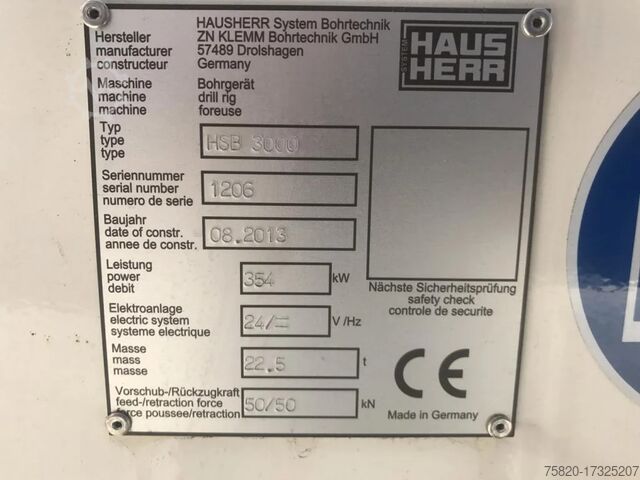 Hersteller
manufacturer
constructeur
HAUSHERR System Bohrtechnik
ZN KLEMM Bohrtechnik GmbH
57489 Drolshagen
Germany
SYSTEM
HAUS
HERR
Maschine
machine
machine
Bohrgerät
drill rig
foreuse
Typ
type
type
HSB 3000
Seriennummer
serial number
numero de serie
1206
Baujahr
date of constr.
annee de constr.
08.2013
Leistung
power
debit
354 kW
Elektroanlage
electric system
systeme electrique
24/= V /Hz
Masse
mass
masse
22.5 t
Vorschub-/Rückzugkraft
feed-/retraction force
force poussee/retraction
50/50 kN
Nächste Sicherheitsprüfung
safety check
controle de securite
CE
Made in Germany
75820-17325207